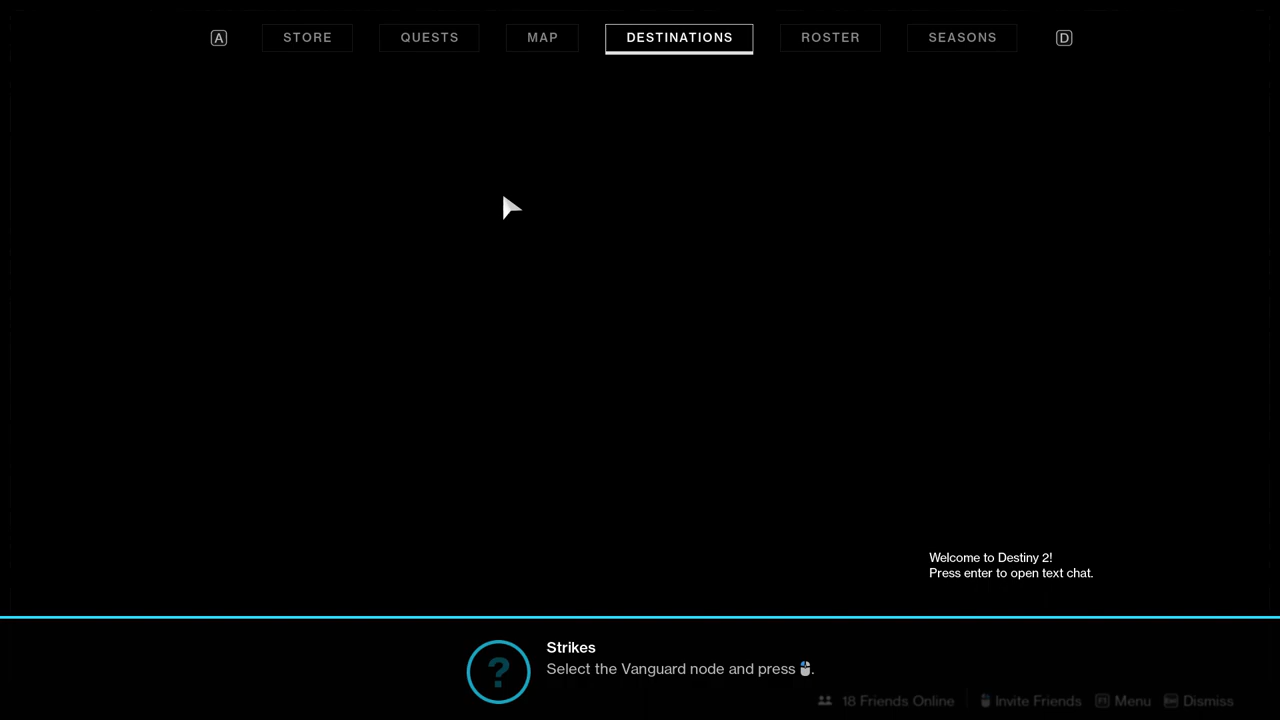 A STORE QUESTS MAP DESTINATIONS ROSTER SEASONS D
Welcome to Destiny 2!
Press enter to open text chat.
?
Strikes
Select the Vanguard node and press .
18 Friends Online Invite Friends F1 Menu Dismiss